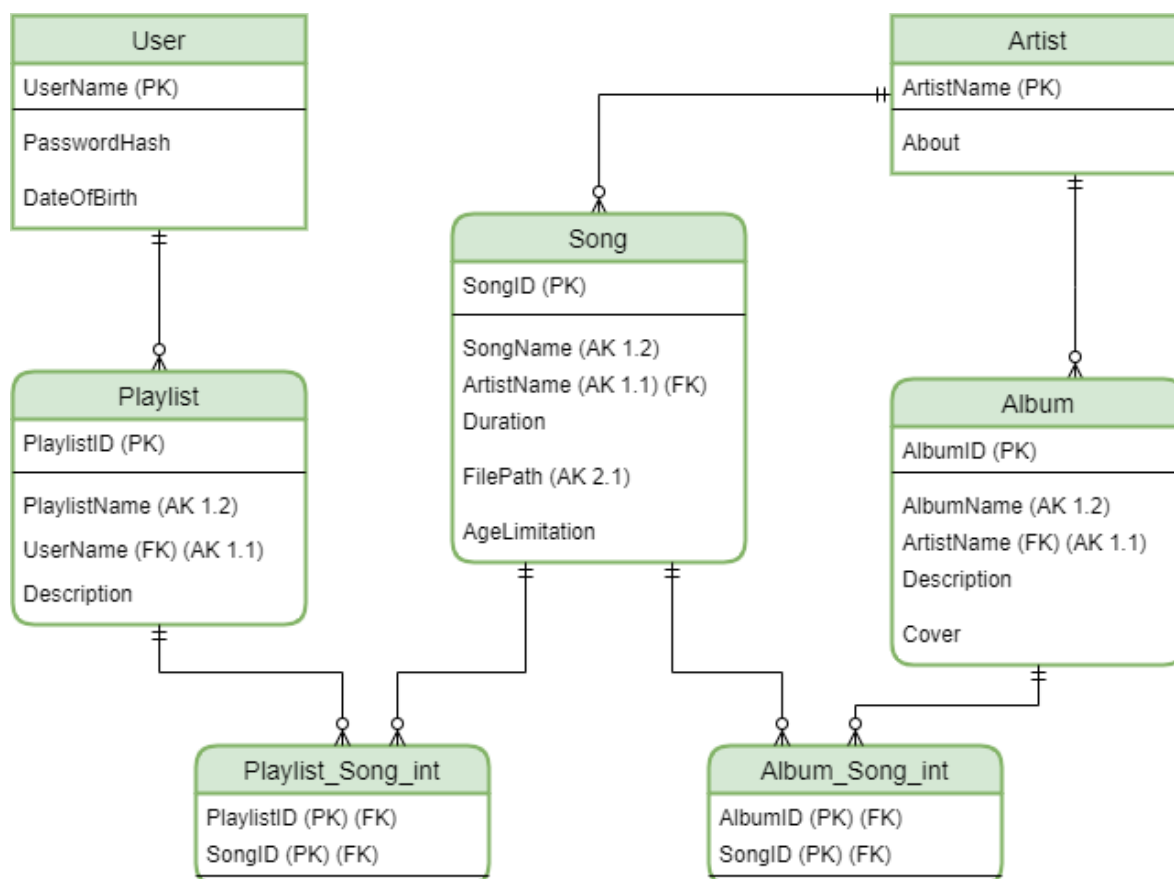 User
UserName (PK)
PasswordHash
DateOfBirth
Artist
ArtistName (PK)
About
Song
SongID (PK)
SongName (AK 1.2)
ArtistName (AK 1.1) (FK)
Duration
FilePath (AK 2.1)
AgeLimitation
Playlist
PlaylistID (PK)
PlaylistName (AK 1.2)
UserName (FK) (AK 1.1)
Description
Album
AlbumID (PK)
AlbumName (AK 1.2)
ArtistName (FK) (AK 1.1)
Description
Cover
Playlist_Song_int
PlaylistID (PK) (FK)
SongID (PK) (FK)
Album_Song_int
AlbumID (PK) (FK)
SongID (PK) (FK)